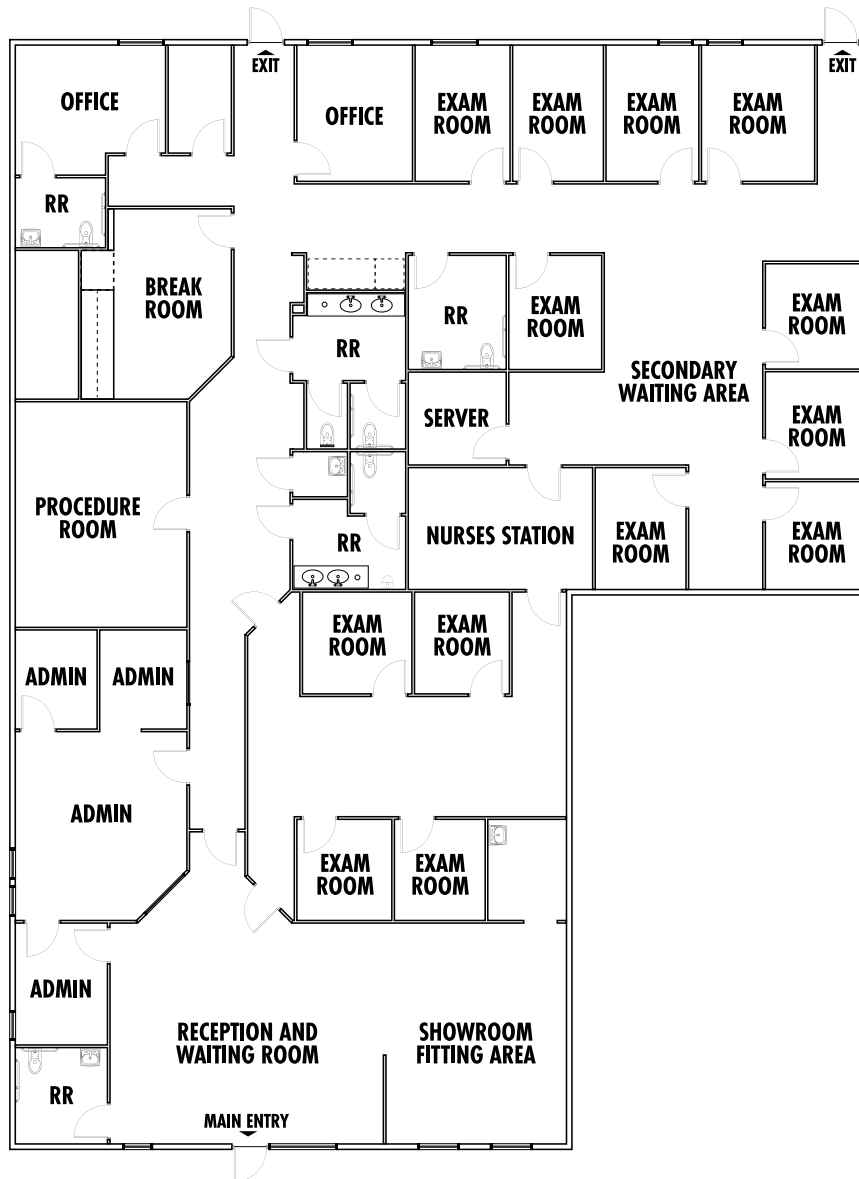 EXIT
EXIT
OFFICE
OFFICE
EXAM
ROOM
EXAM
ROOM
EXAM
ROOM
EXAM
ROOM
RR
BREAK
ROOM
RR
RR
EXAM
ROOM
SECONDARY
WAITING AREA
EXAM
ROOM
SERVER
EXAM
ROOM
PROCEDURE
ROOM
RR
NURSES STATION
EXAM
ROOM
EXAM
ROOM
EXAM
ROOM
EXAM
ROOM
ADMIN
ADMIN
ADMIN
EXAM
ROOM
EXAM
ROOM
ADMIN
RECEPTION AND
WAITING ROOM
SHOWROOM
FITTING AREA
RR
MAIN ENTRY